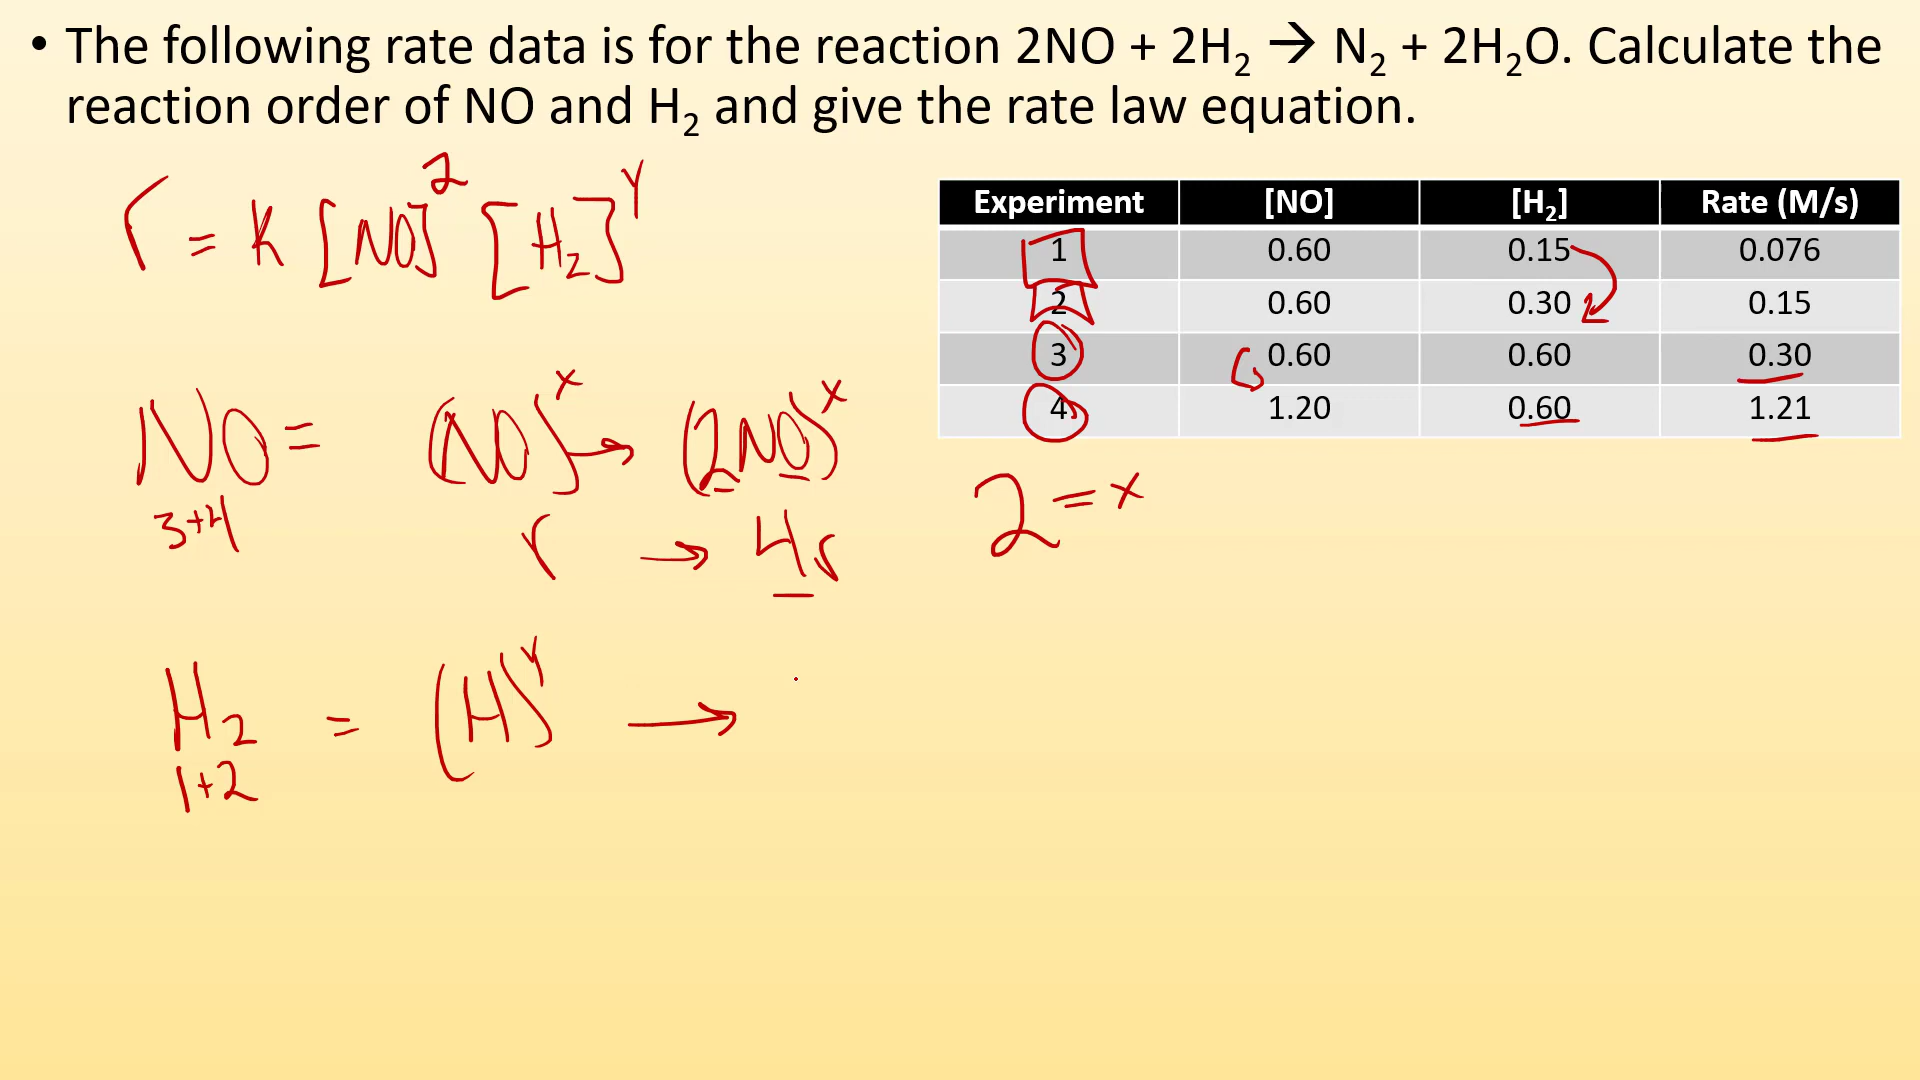 • The following rate data is for the reaction 2NO + 2H₂ → N₂ + 2H₂O. Calculate the
reaction order of NO and H₂ and give the rate law equation.
r = K [NO]² [H₂]^Y
Experiment [NO] [H₂] Rate (M/s)
1 0.60 0.15 0.076
2 0.60 0.30 0.15
3 0.60 0.60 0.30
4 1.20 0.60 1.21
NO = (NO)^x → (2NO)^x
3+4 r → 4r
2 = x
H₂ = (H)^Y →
1+2